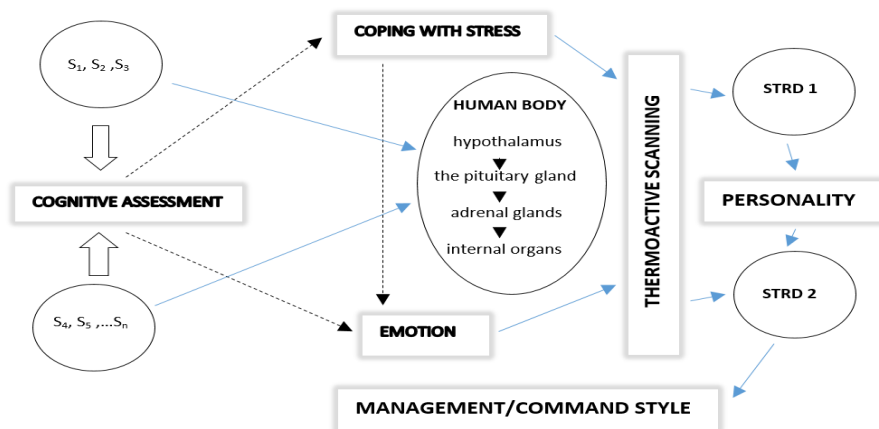 COPING WITH STRESS
S₁, S₂ ,S₃
STRD 1
HUMAN BODY
hypothalamus
the pituitary gland
adrenal glands
internal organs
THERMOACTIVE SCANNING
COGNITIVE ASSESSMENT
PERSONALITY
S₄, S₅ ,...Sₙ
EMOTION
STRD 2
MANAGEMENT/COMMAND STYLE